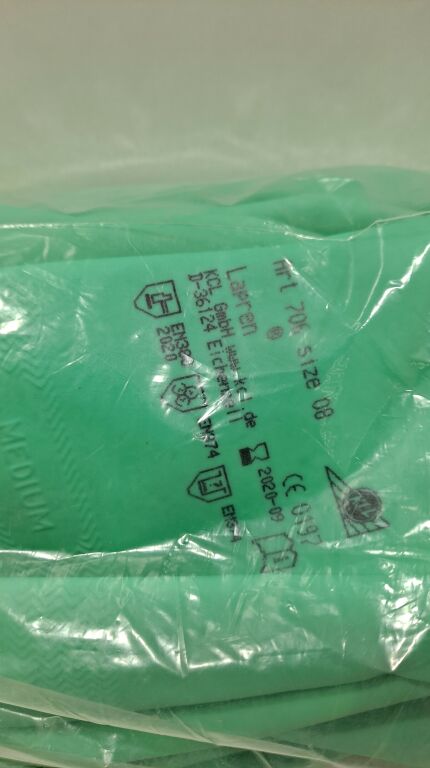 Art 706 Size 08
Lapren ®
KCL GmbH www.kcl.de
D-36124 Eichenzell
EN388
2020
EN374
2020-09
CE 0197
MEDIUM